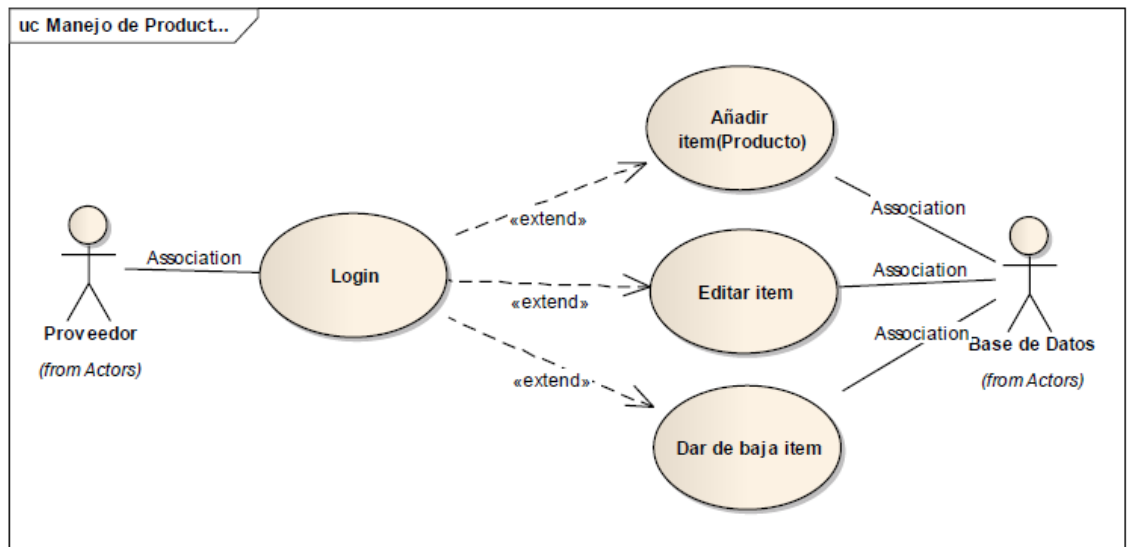 uc Manejo de Product...
Añadir
item(Producto)
«extend»
Association
Association
Login
«extend»
Editar item
Association
Proveedor
(from Actors)
«extend»
Association
Base de Datos
(from Actors)
Dar de baja item